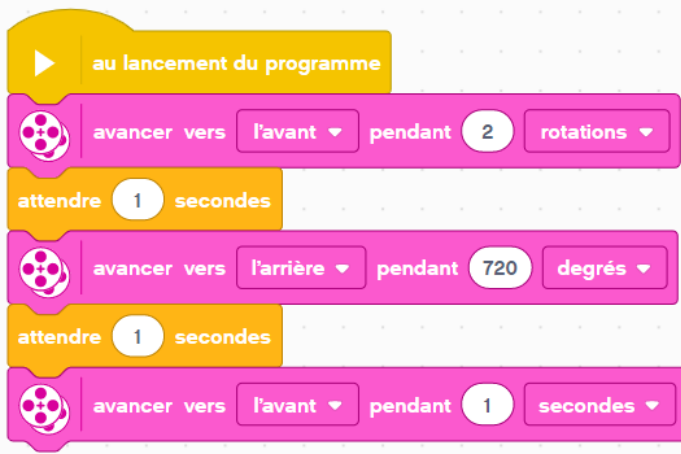 au lancement du programme
avancer vers l'avant pendant 2 rotations
attendre 1 secondes
avancer vers l'arrière pendant 720 degrés
attendre 1 secondes
avancer vers l'avant pendant 1 secondes